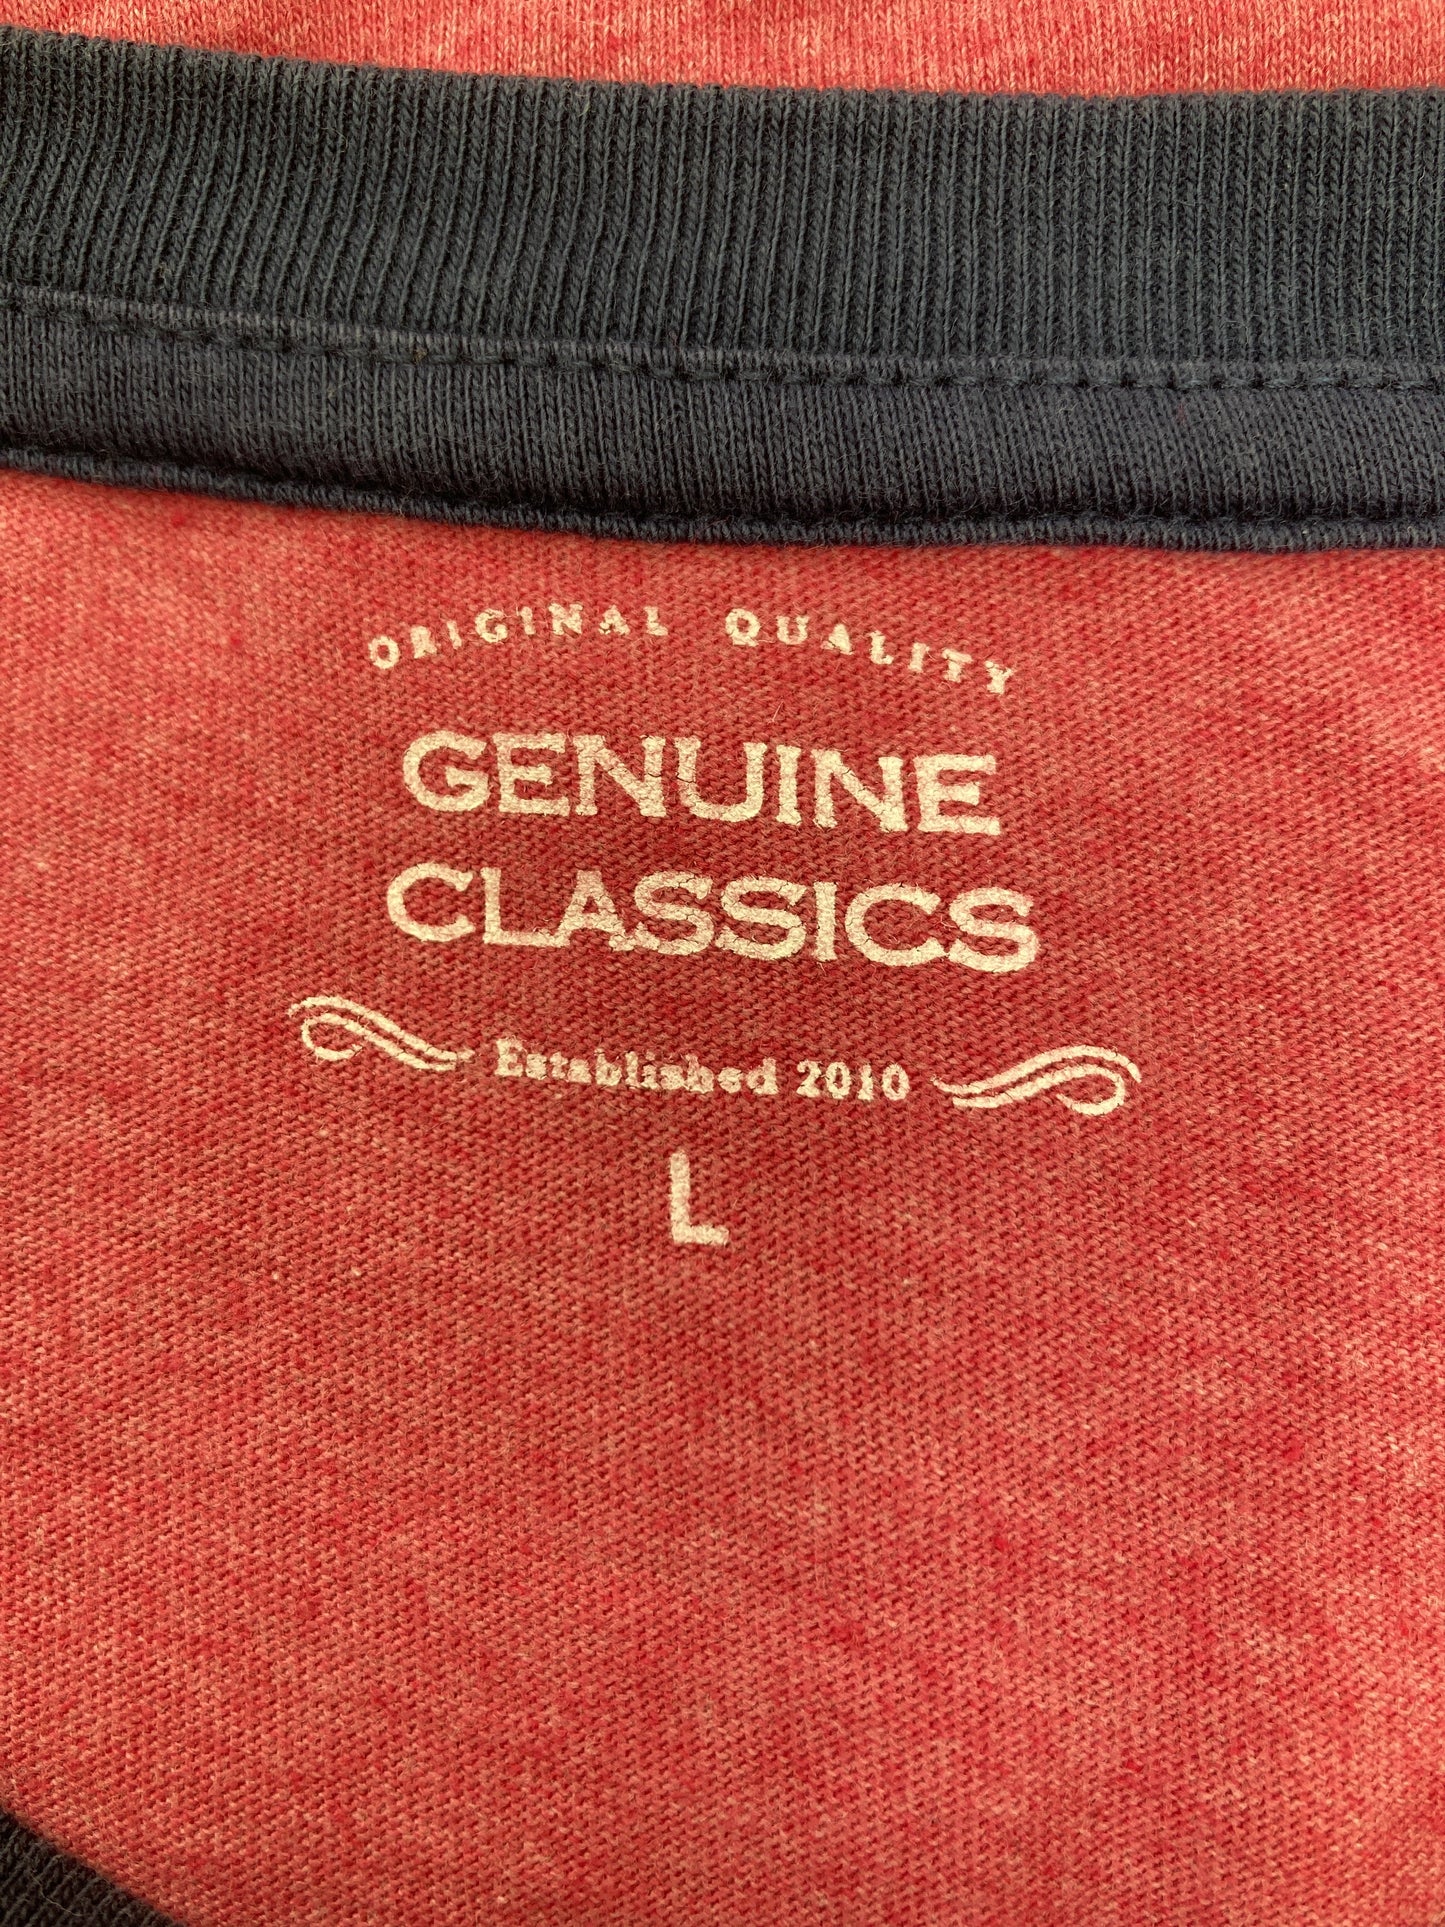 ORIGINAL QUALITY
GENUINE
CLASSICS
Established 2010
L